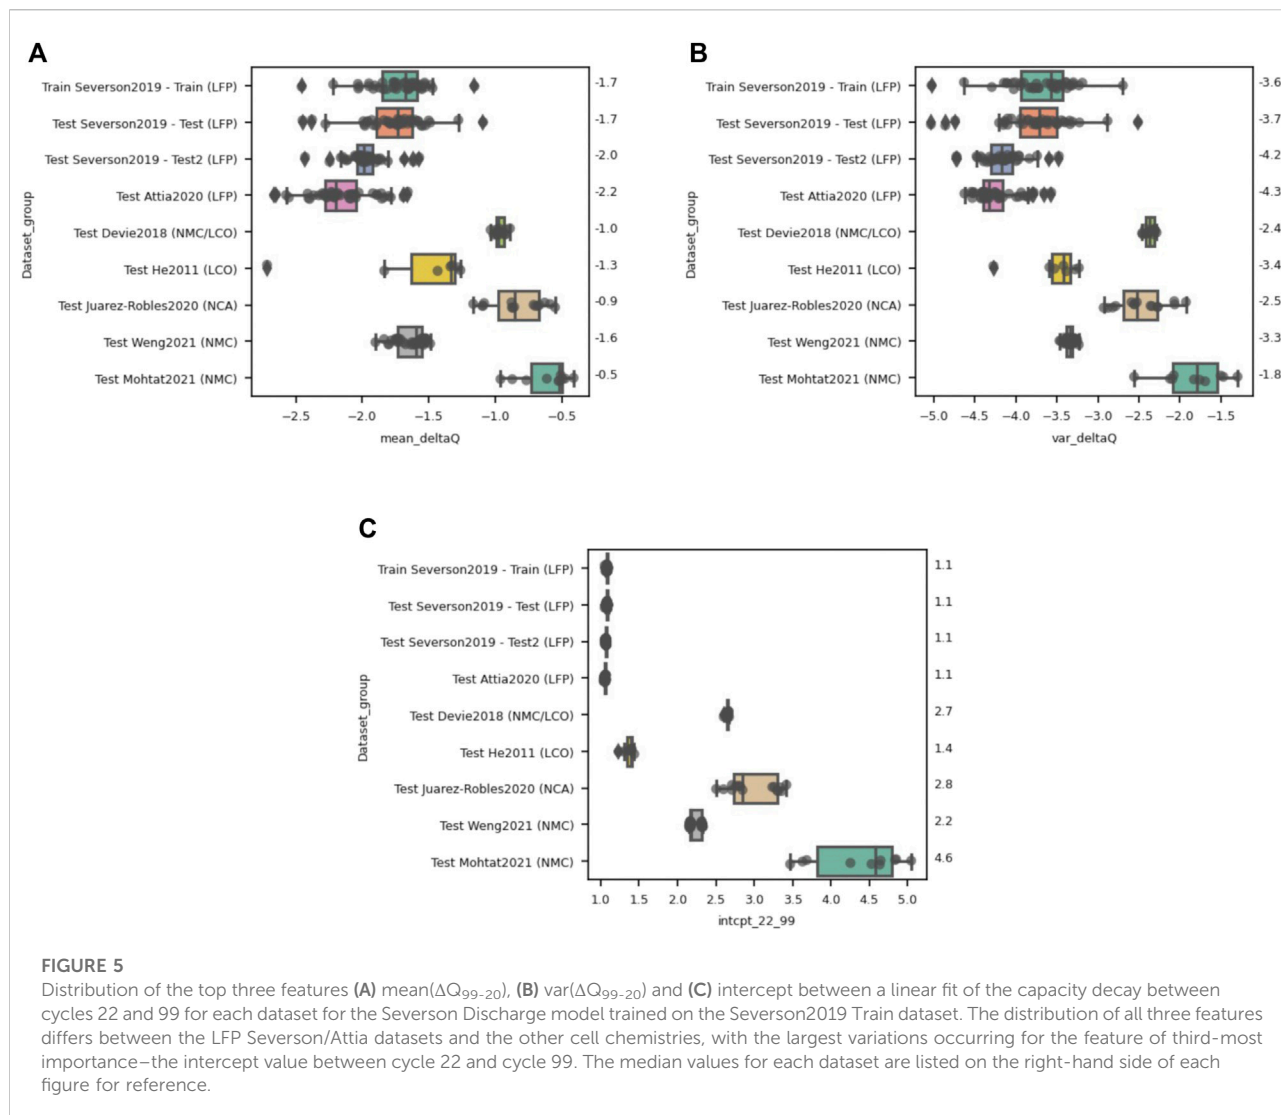 A
Train Severson2019 - Train (LFP)
Test Severson2019 - Test (LFP)
Test Severson2019 - Test2 (LFP)
Test Attia2020 (LFP)
Test Devie2018 (NMC/LCO)
Test He2011 (LCO)
Test Juarez-Robles2020 (NCA)
Test Weng2021 (NMC)
Test Mohtat2021 (NMC)
Dataset_group
-1.7
-1.7
-2.0
-2.2
-1.0
-1.3
-0.9
-1.6
-0.5
−2.5 −2.0 −1.5 −1.0 −0.5
mean_deltaQ
B
Train Severson2019 - Train (LFP)
Test Severson2019 - Test (LFP)
Test Severson2019 - Test2 (LFP)
Test Attia2020 (LFP)
Test Devie2018 (NMC/LCO)
Test He2011 (LCO)
Test Juarez-Robles2020 (NCA)
Test Weng2021 (NMC)
Test Mohtat2021 (NMC)
Dataset_group
-3.6
-3.7
-4.2
-4.3
-2.4
-3.4
-2.5
-3.3
-1.8
−5.0 −4.5 −4.0 −3.5 −3.0 −2.5 −2.0 −1.5
var_deltaQ
C
Train Severson2019 - Train (LFP)
Test Severson2019 - Test (LFP)
Test Severson2019 - Test2 (LFP)
Test Attia2020 (LFP)
Test Devie2018 (NMC/LCO)
Test He2011 (LCO)
Test Juarez-Robles2020 (NCA)
Test Weng2021 (NMC)
Test Mohtat2021 (NMC)
Dataset_group
1.1
1.1
1.1
1.1
2.7
1.4
2.8
2.2
4.6
1.0 1.5 2.0 2.5 3.0 3.5 4.0 4.5 5.0
intcpt_22_99
FIGURE 5
Distribution of the top three features (A) mean(ΔQ99-20), (B) var(ΔQ99-20) and (C) intercept between a linear fit of the capacity decay between
cycles 22 and 99 for each dataset for the Severson Discharge model trained on the Severson2019 Train dataset. The distribution of all three features
differs between the LFP Severson/Attia datasets and the other cell chemistries, with the largest variations occurring for the feature of third-most
importance–the intercept value between cycle 22 and cycle 99. The median values for each dataset are listed on the right-hand side of each
figure for reference.